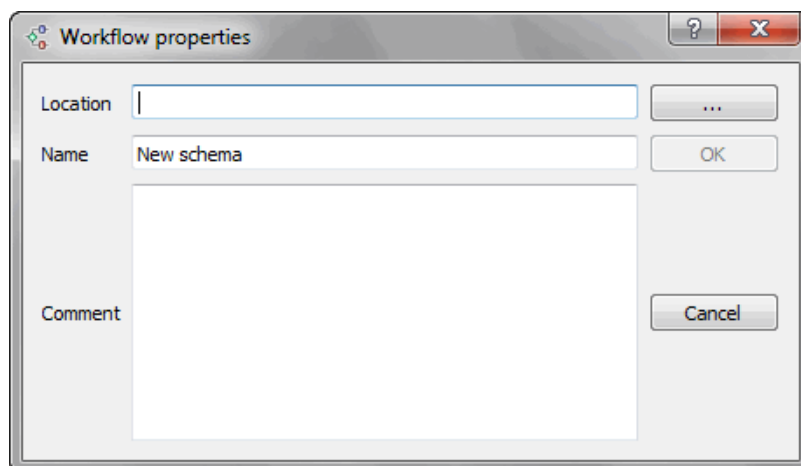 Workflow properties
Location
...
Name
New schema
OK
Comment
Cancel